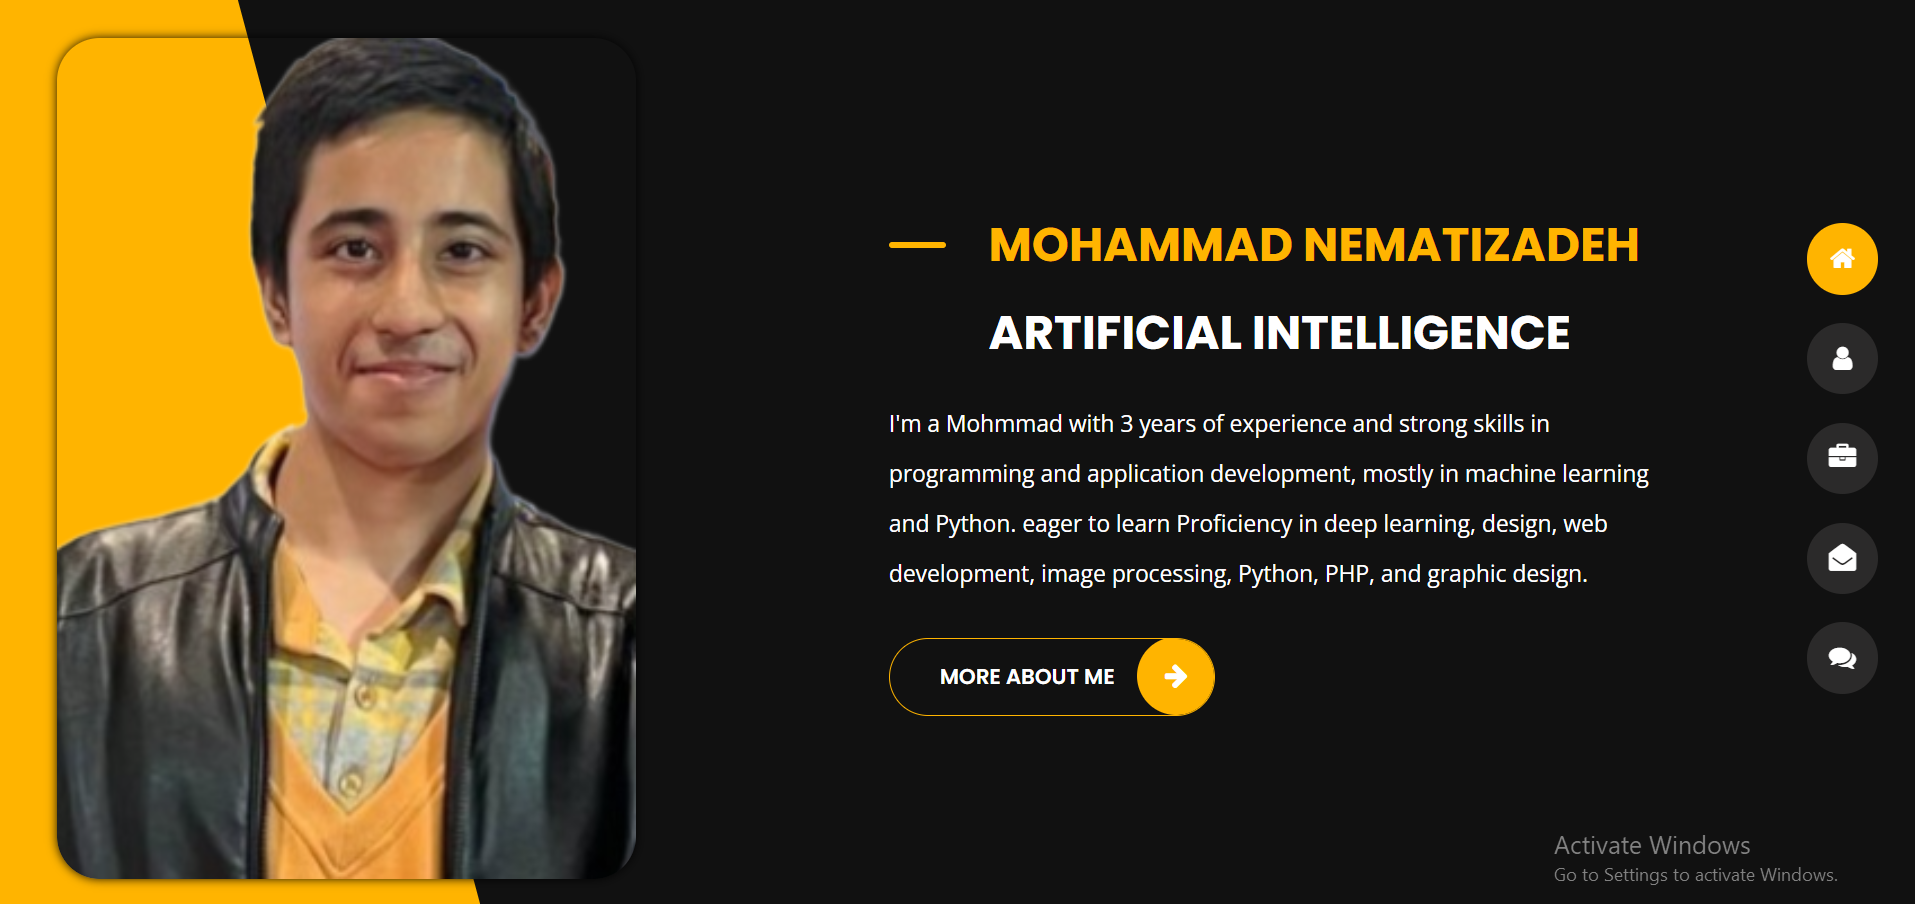 MOHAMMAD NEMATIZADEH
ARTIFICIAL INTELLIGENCE
I'm a Mohmmad with 3 years of experience and strong skills in
programming and application development, mostly in machine learning
and Python. eager to learn Proficiency in deep learning, design, web
development, image processing, Python, PHP, and graphic design.
MORE ABOUT ME
Activate Windows
Go to Settings to activate Windows.